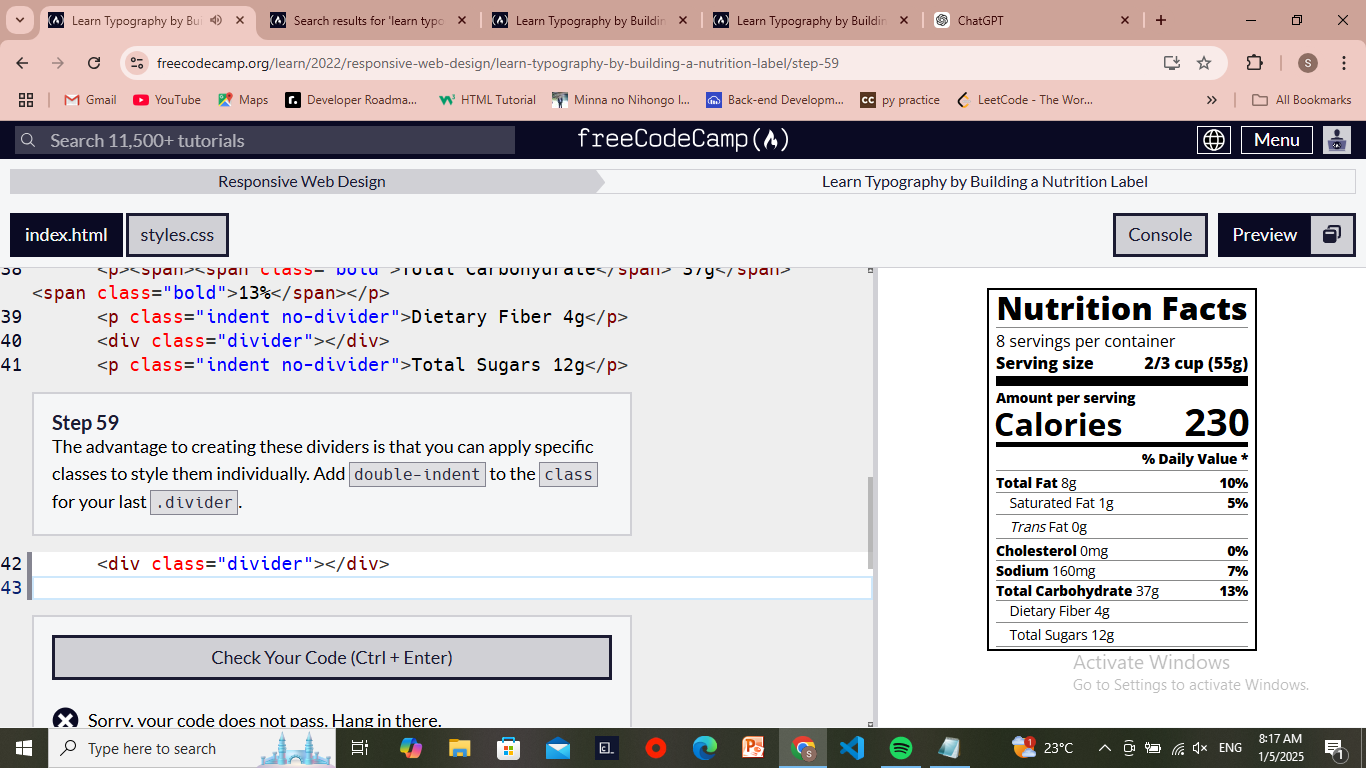 Learn Typography by Bui
Search results for 'learn typo
Learn Typography by Buildin
Learn Typography by Buildin
ChatGPT
freecodecamp.org/learn/2022/responsive-web-design/learn-typography-by-building-a-nutrition-label/step-59
S
Gmail
YouTube
Maps
Developer Roadma...
HTML Tutorial
Minna no Nihongo I...
Back-end Developm...
py practice
LeetCode - The Wor...
All Bookmarks
Search 11,500+ tutorials
freeCodeCamp
Menu
Responsive Web Design
Learn Typography by Building a Nutrition Label
index.html
styles.css
Console
Preview
38 <p><span><span class="bold">Total Carbohydrate</span> 37g</span>
<span class="bold">13%</span></p>
39 <p class="indent no-divider">Dietary Fiber 4g</p>
40 <div class="divider"></div>
41 <p class="indent no-divider">Total Sugars 12g</p>
Step 59
The advantage to creating these dividers is that you can apply specific
classes to style them individually. Add double-indent to the class
for your last .divider.
42 <div class="divider"></div>
43
Check Your Code (Ctrl + Enter)
Sorry, your code does not pass. Hang in there.
Nutrition Facts
8 servings per container
Serving size 2/3 cup (55g)
Amount per serving
Calories 230
% Daily Value *
Total Fat 8g 10%
Saturated Fat 1g 5%
Trans Fat 0g
Cholesterol 0mg 0%
Sodium 160mg 7%
Total Carbohydrate 37g 13%
Dietary Fiber 4g
Total Sugars 12g
Activate Windows
Go to Settings to activate Windows.
Type here to search
23°C
ENG
8:17 AM
1/5/2025